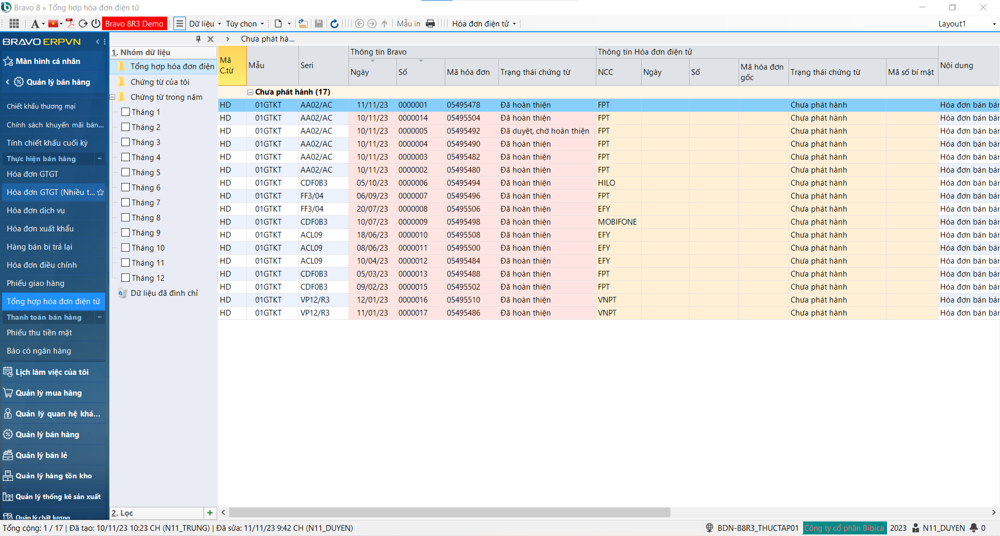 Bravo 8 » Tổng hợp hóa đơn điện tử
A
Bravo 8R3 Demo
Dữ liệu
Tùy chọn
Mẫu in
Hóa đơn điện tử
Layout1
BRAVO ERPVN
Màn hình cá nhân
Quản lý bán hàng
Chiết khấu thương mại
Chính sách khuyến mãi bán...
Tính chiết khấu cuối kỳ
Thực hiện bán hàng
Hóa đơn GTGT
Hóa đơn GTGT (Nhiều t...
Hóa đơn dịch vụ
Hóa đơn xuất khẩu
Hàng bán bị trả lại
Hóa đơn điều chỉnh
Phiếu giao hàng
Tổng hợp hóa đơn điện tử
Thanh toán bán hàng
Phiếu thu tiền mặt
Báo có ngân hàng
Lịch làm việc của tôi
Quản lý mua hàng
Quản lý quan hệ khá...
Quản lý bán hàng
Quản lý bán lẻ
Quản lý hàng tồn kho
Quản lý thống kê sản xuất
Quản lý chất lượng
1. Nhóm dữ liệu
Tổng hợp hóa đơn điện
Chứng từ của tôi
Chứng từ trong năm
Tháng 1
Tháng 2
Tháng 3
Tháng 4
Tháng 5
Tháng 6
Tháng 7
Tháng 8
Tháng 9
Tháng 10
Tháng 11
Tháng 12
Dữ liệu đã đình chỉ
2. Lọc
Chưa phát hà...
Thông tin Bravo Thông tin Hóa đơn điện tử
Mã C.từ Mẫu Seri Ngày Số Mã hóa đơn Trạng thái chứng từ NCC Ngày Số Mã hóa đơn gốc Trạng thái chứng từ Mã số bí mật Nội dung
Chưa phát hành (17)
HD 01GTKT AA02/AC 11/11/23 0000001 05495478 Đã hoàn thiện FPT Chưa phát hành Hóa đơn bán bán
HD 01GTKT AA02/AC 10/11/23 0000014 05495504 Đã hoàn thiện FPT Chưa phát hành Hóa đơn bán bán
HD 01GTKT AA02/AC 10/11/23 0000005 05495492 Đã duyệt, chờ hoàn thiện FPT Chưa phát hành Hóa đơn bán bán
HD 01GTKT AA02/AC 10/11/23 0000004 05495490 Đã hoàn thiện FPT Chưa phát hành Hóa đơn bán bán
HD 01GTKT AA02/AC 10/11/23 0000003 05495482 Đã hoàn thiện FPT Chưa phát hành Hóa đơn bán bán
HD 01GTKT AA02/AC 10/11/23 0000002 05495480 Đã hoàn thiện FPT Chưa phát hành Hóa đơn bán bán
HD 01GTKT CDF0B3 05/10/23 0000006 05495494 Đã hoàn thiện HILO Chưa phát hành Hóa đơn bán bán
HD 01GTKT FF3/04 06/09/23 0000007 05495496 Đã hoàn thiện FPT Chưa phát hành Hóa đơn bán bán
HD 01GTKT FF3/04 20/07/23 0000008 05495506 Đã hoàn thiện EFY Chưa phát hành Hóa đơn bán bán
HD 01GTKT CDF0B3 10/07/23 0000009 05495498 Đã hoàn thiện MOBIFONE Chưa phát hành Hóa đơn bán bán
HD 01GTKT ACL09 18/06/23 0000010 05495508 Đã hoàn thiện EFY Chưa phát hành Hóa đơn bán bán
HD 01GTKT ACL09 08/06/23 0000011 05495500 Đã hoàn thiện EFY Chưa phát hành Hóa đơn bán bán
HD 01GTKT ACL09 10/04/23 0000012 05495484 Đã hoàn thiện EFY Chưa phát hành Hóa đơn bán bán
HD 01GTKT CDF0B3 05/03/23 0000013 05495488 Đã hoàn thiện FPT Chưa phát hành Hóa đơn bán bán
HD 01GTKT CDF0B3 09/02/23 0000015 05495502 Đã hoàn thiện FPT Chưa phát hành Hóa đơn bán bán
HD 01GTKT VP12/R3 12/01/23 0000016 05495510 Đã hoàn thiện VNPT Chưa phát hành Hóa đơn bán bán
HD 01GTKT VP12/R3 11/01/23 0000017 05495486 Đã hoàn thiện VNPT Chưa phát hành Hóa đơn bán bán
Tổng cộng: 1 / 17 | Đã tạo: 10/11/23 10:23 CH (N11_TRUNG) | Đã sửa: 11/11/23 9:42 CH (N11_DUYEN)
BDN-B8R3_THUCTAP01 Công ty cổ phần Bibica 2023 N11_DUYEN 0